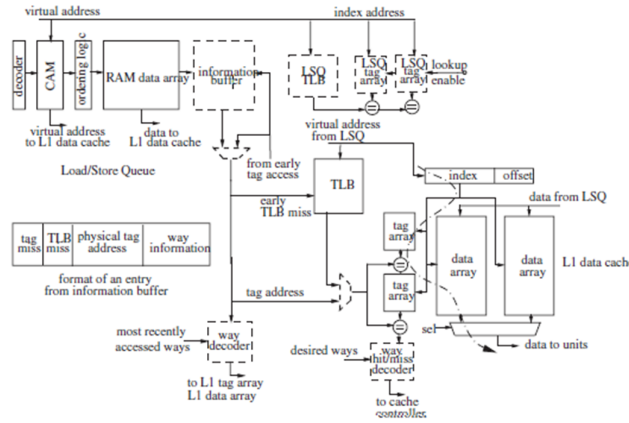 virtual address
index address
decoder
CAM
ordering logic
RAM data array
information
buffer
LSQ
TLB
LSQ
tag
array
LSQ
tag
array
lookup
enable
virtual address
to L1 data cache
data to
L1 data cache
Load/Store Queue
from early
tag access
virtual address
from LSQ
TLB
early
TLB miss
index
offset
data from LSQ
tag
array
tag
array
data
array
data
array
L1 data cach
tag
miss
TLB
miss
physical tag
address
way
information
format of an entry
from information buffer
tag address
most recently
accessed ways
way
decoder
to L1 tag array
L1 data array
desired ways
way
hit/miss
decoder
to cache
controller
sel
data to units